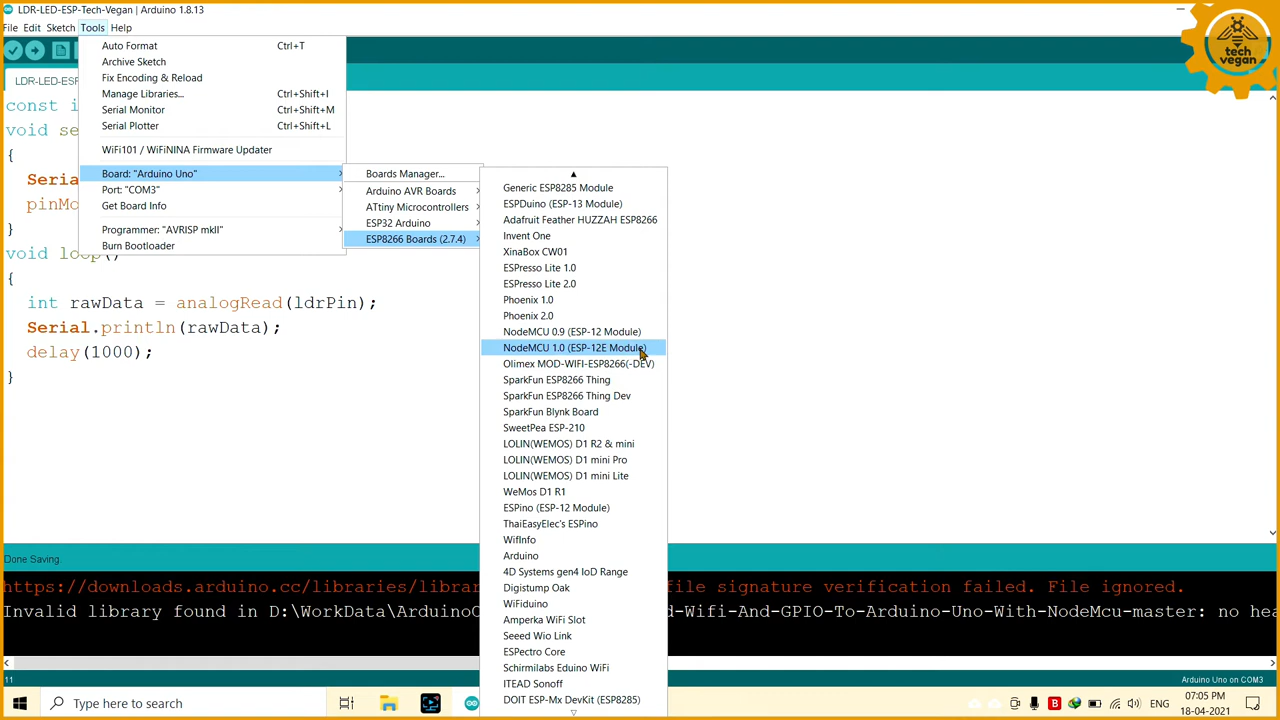 LDR-LED-ESP-Tech-Vegan | Arduino 1.8.13
File Edit Sketch Tools Help
tech
vegan
LDR-LED-ESP
Auto Format Ctrl+T
Archive Sketch
Fix Encoding & Reload
Manage Libraries... Ctrl+Shift+I
Serial Monitor Ctrl+Shift+M
Serial Plotter Ctrl+Shift+L
WiFi101 / WiFiNINA Firmware Updater
Board: "Arduino Uno"
Port: "COM3"
Get Board Info
Programmer: "AVRISP mkII"
Burn Bootloader
Boards Manager...
Arduino AVR Boards
ATtiny Microcontrollers
ESP32 Arduino
ESP8266 Boards (2.7.4)
Generic ESP8285 Module
ESPDuino (ESP-13 Module)
Adafruit Feather HUZZAH ESP8266
Invent One
XinaBox CW01
ESPresso Lite 1.0
ESPresso Lite 2.0
Phoenix 1.0
Phoenix 2.0
NodeMCU 0.9 (ESP-12 Module)
NodeMCU 1.0 (ESP-12E Module)
Olimex MOD-WIFI-ESP8266(-DEV)
SparkFun ESP8266 Thing
SparkFun ESP8266 Thing Dev
SparkFun Blynk Board
SweetPea ESP-210
LOLIN(WEMOS) D1 R2 & mini
LOLIN(WEMOS) D1 mini Pro
LOLIN(WEMOS) D1 mini Lite
WeMos D1 R1
ESPino (ESP-12 Module)
ThaiEasyElec's ESPino
WifInfo
Arduino
4D Systems gen4 IoD Range
Digistump Oak
WiFiduino
Amperka WiFi Slot
Seeed Wio Link
ESPectro Core
Schirmilabs Eduino WiFi
ITEAD Sonoff
DOIT ESP-Mx DevKit (ESP8285)
const i
void se
{
Seria
pinMo
}
void loop()
{
int rawData = analogRead(ldrPin);
Serial.println(rawData);
delay(1000);
}
Done Saving.
https://downloads.arduino.cc/libraries/librar file signature verification failed. File ignored.
Invalid library found in D:\WorkData\ArduinoC d-Wifi-And-GPIO-To-Arduino-Uno-With-NodeMcu-master: no hea
11 Arduino Uno on COM3
Type here to search
ENG
07:05 PM
18-04-2021